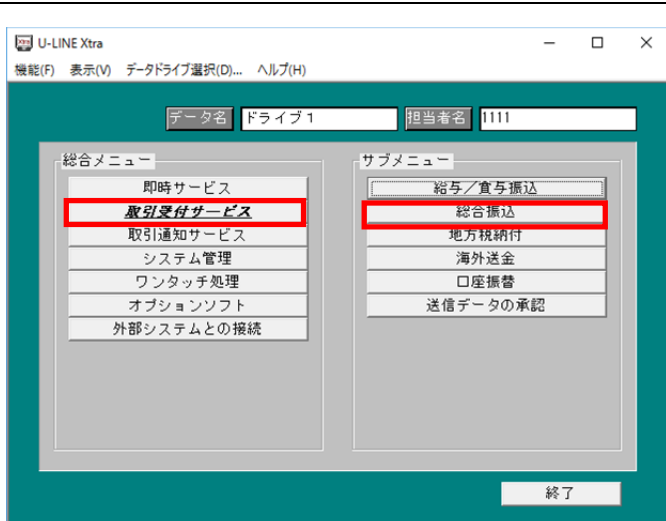 U-LINE Xtra
機能(F) 表示(V) データドライブ選択(D)... ヘルプ(H)
データ名 ドライブ1 担当者名 1111
総合メニュー
即時サービス
取引受付サービス
取引通知サービス
システム管理
ワンタッチ処理
オプションソフト
外部システムとの接続
サブメニュー
給与/賞与振込
総合振込
地方税納付
海外送金
口座振替
送信データの承認
終了